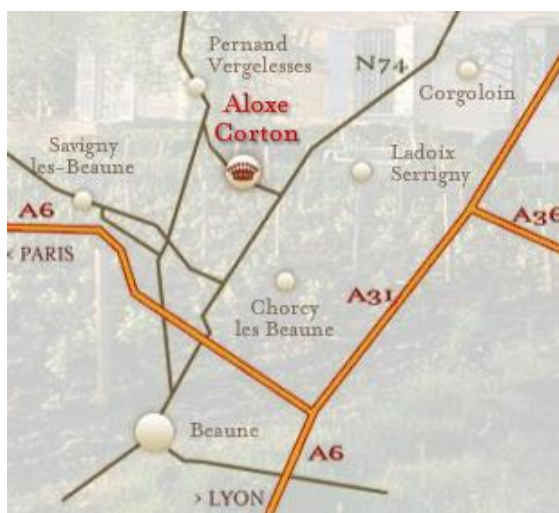 Pernand
Vergelesses
N74
Corgoloin
Aloxe
Corton
Savigny
les-Beaune
Ladoix
Serrigny
A6
A36
‹ PARIS
A31
Chorcy
les Beaune
Beaune
A6
› LYON